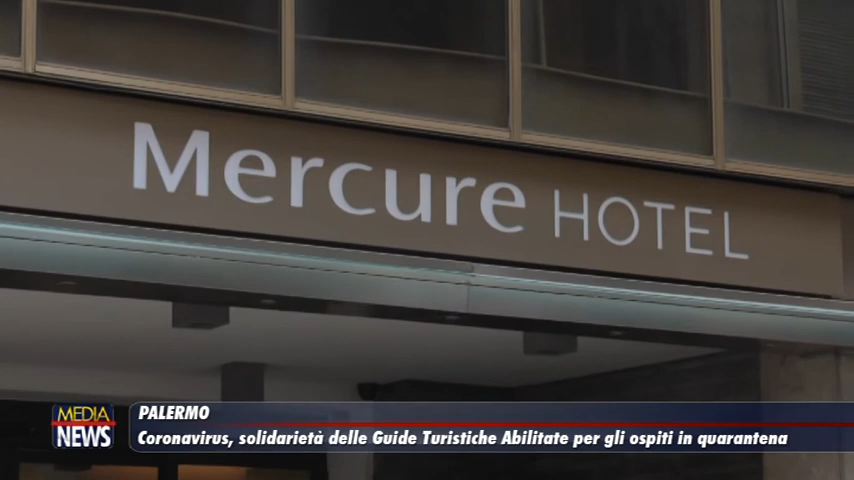 Mercure HOTEL
MEDIA
NEWS
PALERMO
Coronavirus, solidarietà delle Guide Turistiche Abilitate per gli ospiti in quarantena